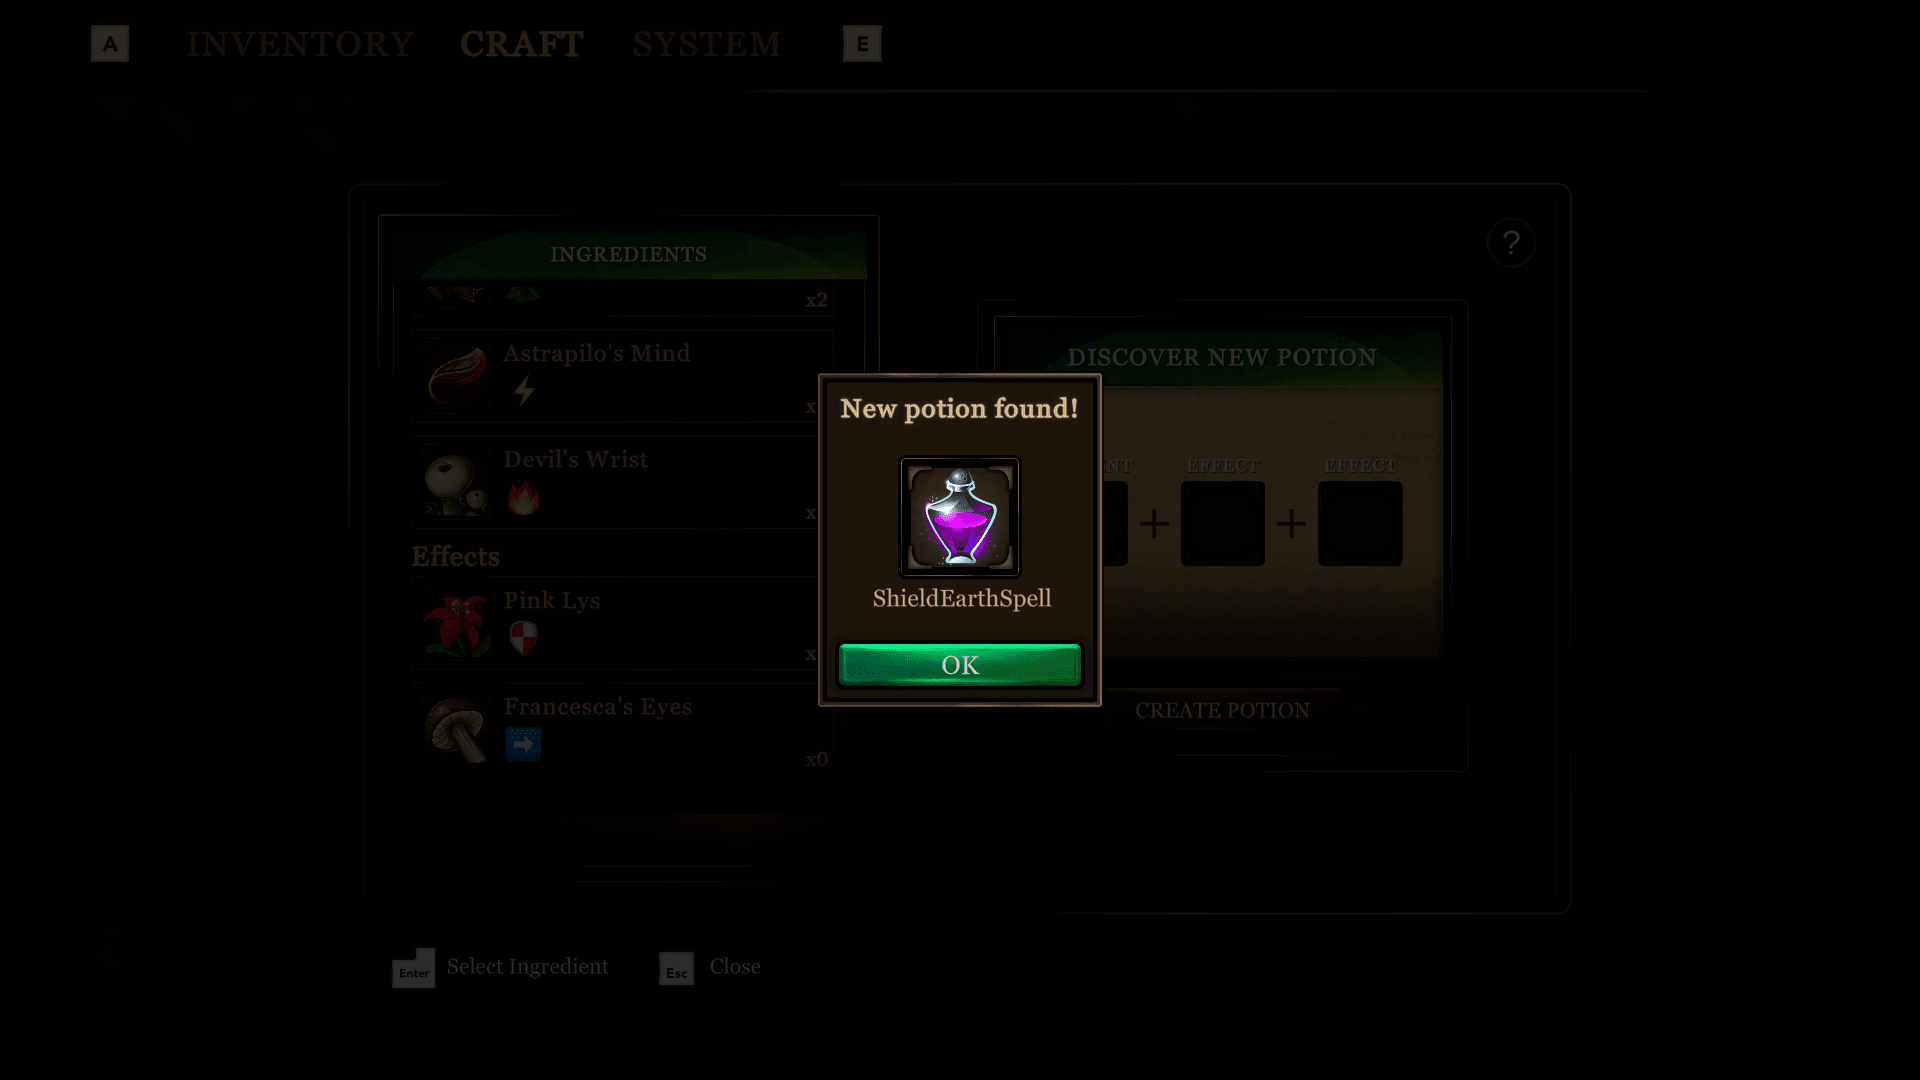 A INVENTORY CRAFT SYSTEM E
INGREDIENTS
?
x2
Astrapilo's Mind
x
Devil's Wrist
x
Effects
Pink Lys
x
Francesca's Eyes
x0
DISCOVER NEW POTION
EFFECT EFFECT
+ +
CREATE POTION
New potion found!
ShieldEarthSpell
OK
Enter Select Ingredient Esc Close